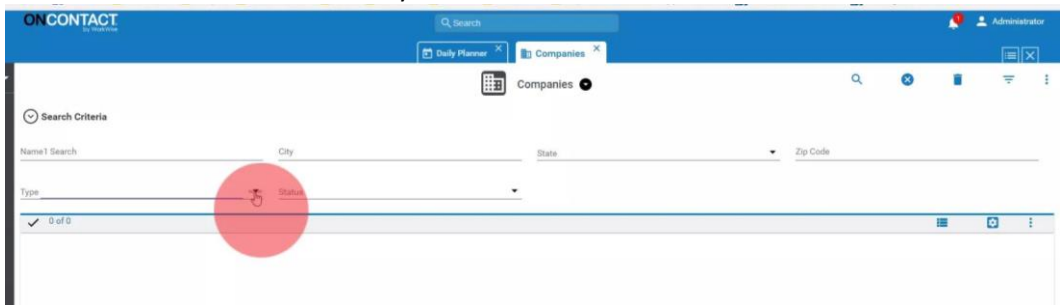 ONCONTACT
by WorkWise
Search
1
Administrator
Daily Planner
Companies
Companies
Search Criteria
Name1 Search
City
State
Zip Code
Type
Status
0 of 0